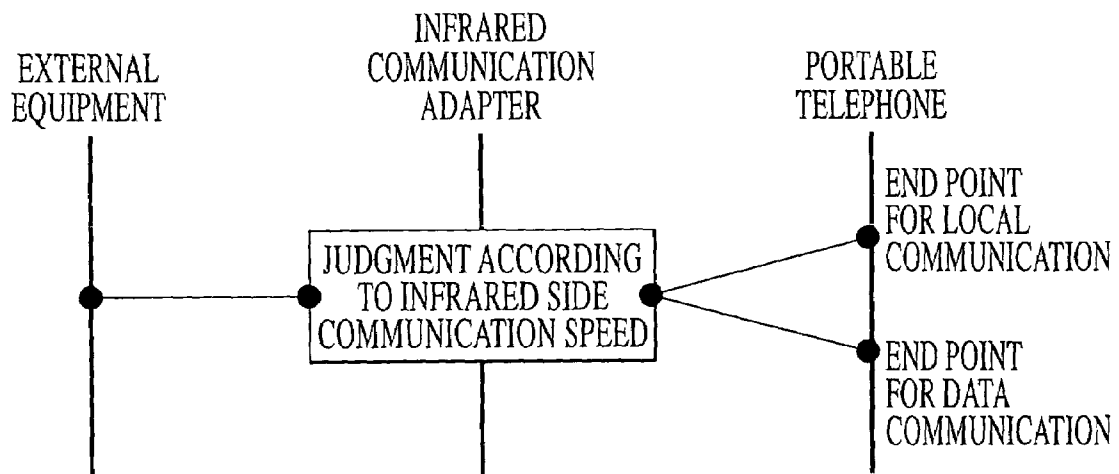 EXTERNAL
EQUIPMENT
INFRARED
COMMUNICATION
ADAPTER
PORTABLE
TELEPHONE
JUDGMENT ACCORDING
TO INFRARED SIDE
COMMUNICATION SPEED
END POINT
FOR LOCAL
COMMUNICATION
END POINT
FOR DATA
COMMUNICATION